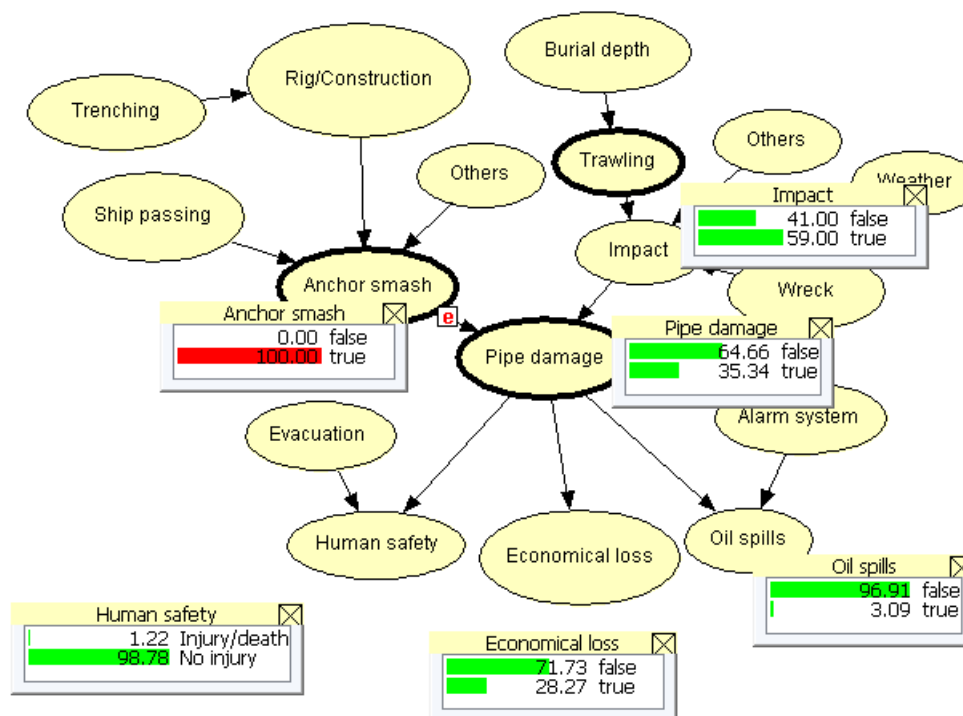 Burial depth
Rig/Construction
Trenching
Others
Trawling
Others
Weather
Ship passing
Impact
41.00 false
59.00 true
Impact
Anchor smash
Wreck
e
Anchor smash
0.00 false
100.00 true
Pipe damage
Pipe damage
64.66 false
35.34 true
Alarm system
Evacuation
Human safety
Economical loss
Oil spills
Oil spills
96.91 false
3.09 true
Human safety
1.22 Injury/death
98.78 No injury
Economical loss
71.73 false
28.27 true